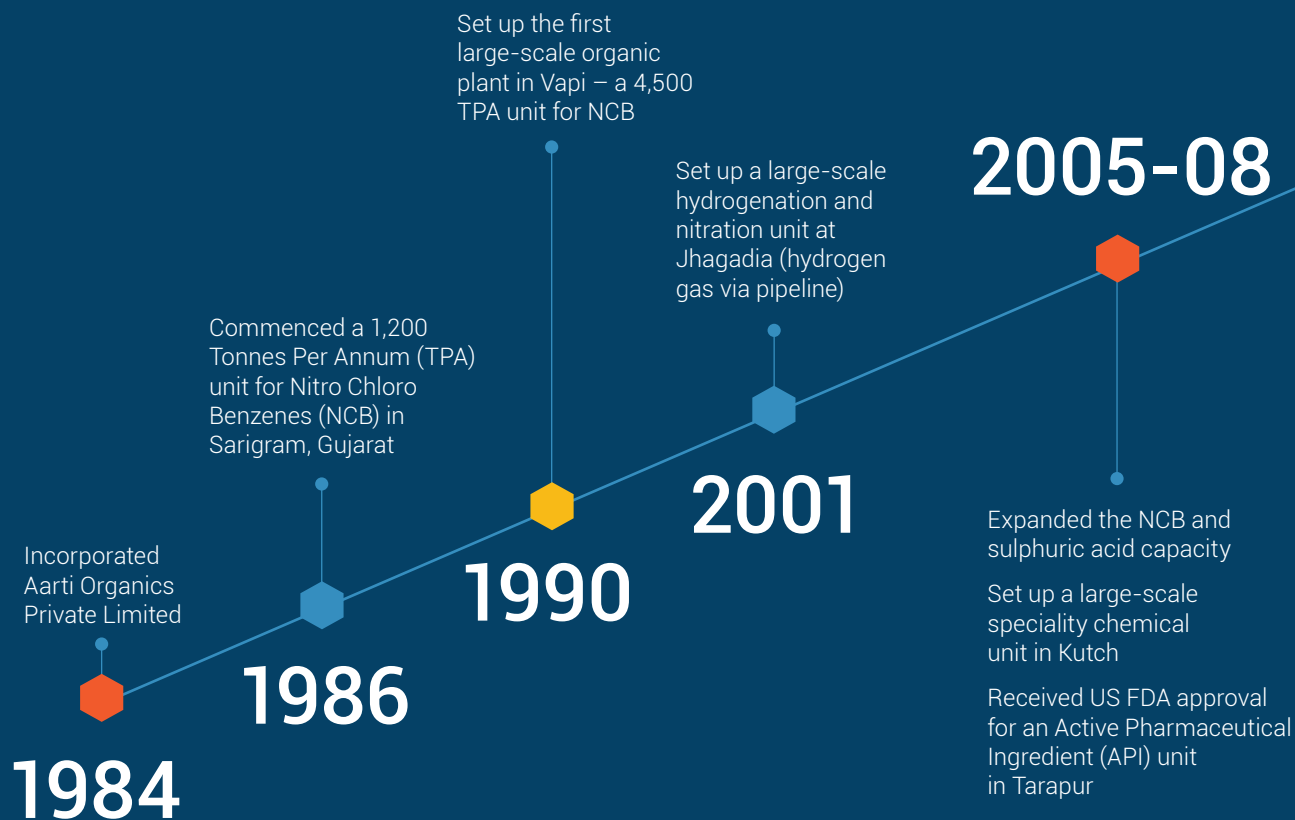 Incorporated
Aarti Organics
Private Limited
1984
Commenced a 1,200
Tonnes Per Annum (TPA)
unit for Nitro Chloro
Benzenes (NCB) in
Sarigram, Gujarat
1986
Set up the first
large-scale organic
plant in Vapi – a 4,500
TPA unit for NCB
1990
Set up a large-scale
hydrogenation and
nitration unit at
Jhagadia (hydrogen
gas via pipeline)
2001
2005-08
Expanded the NCB and
sulphuric acid capacity
Set up a large-scale
speciality chemical
unit in Kutch
Received US FDA approval
for an Active Pharmaceutical
Ingredient (API) unit
in Tarapur